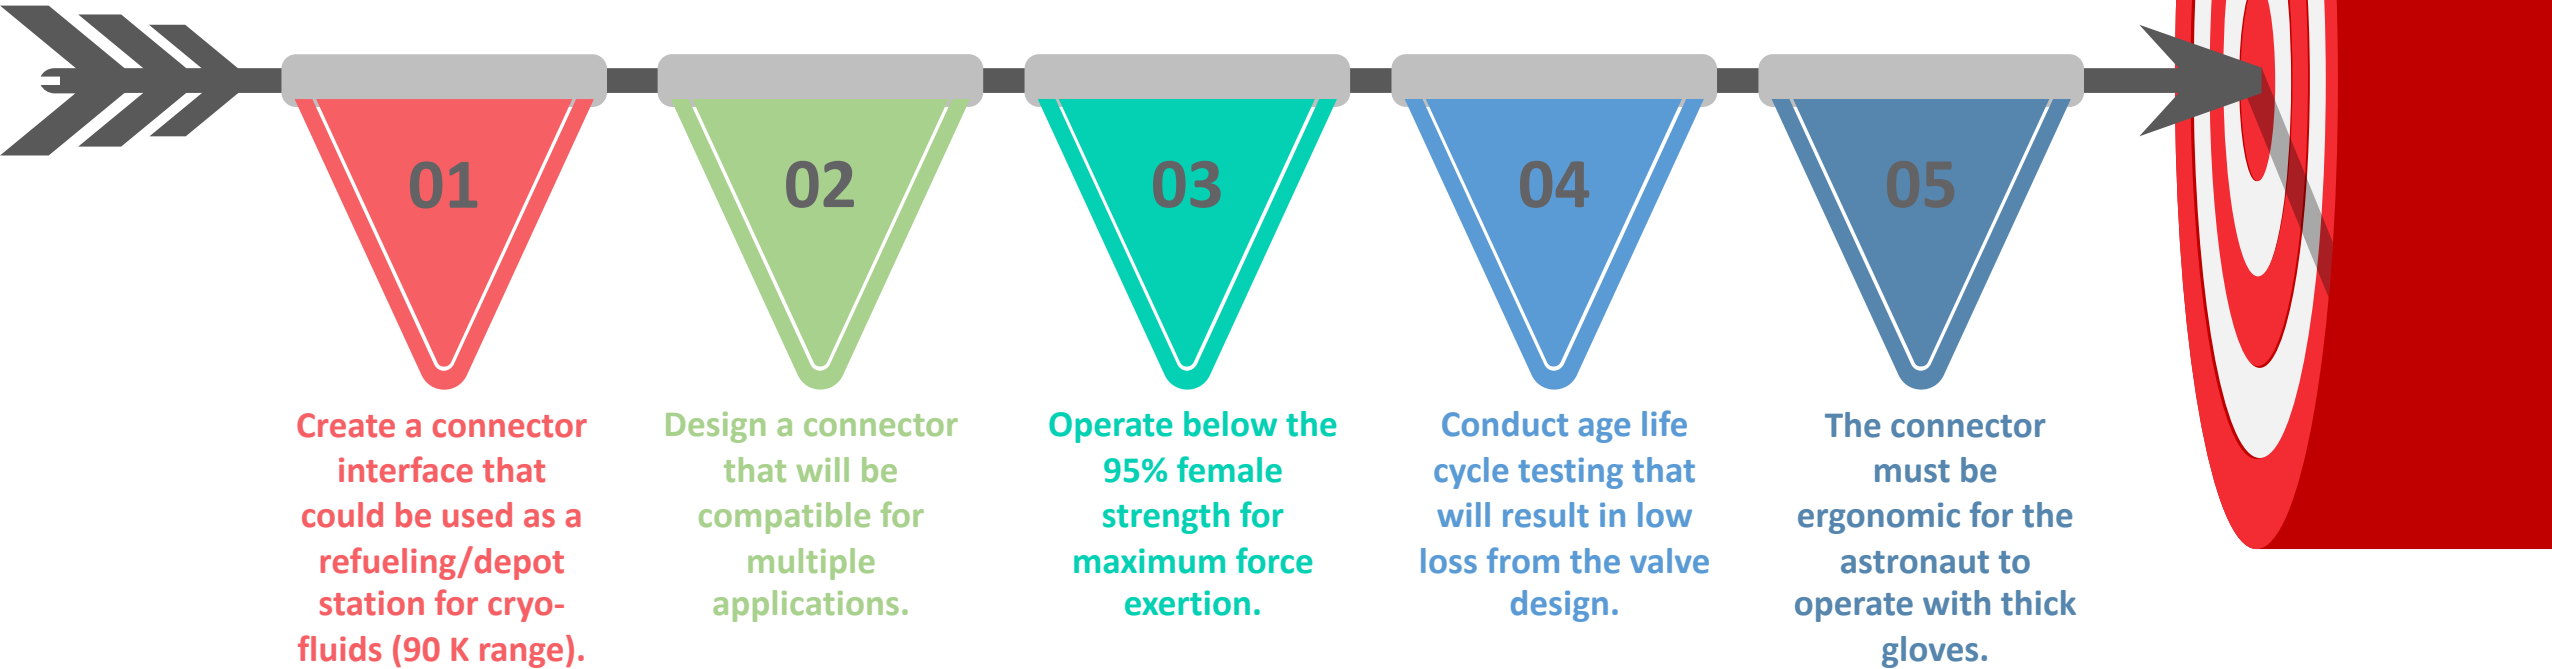 01
Create a connector
interface that
could be used as a
refueling/depot
station for cryo-
fluids (90 K range).
02
Design a connector
that will be
compatible for
multiple
applications.
03
Operate below the
95% female
strength for
maximum force
exertion.
04
Conduct age life
cycle testing that
will result in low
loss from the valve
design.
05
The connector
must be
ergonomic for the
astronaut to
operate with thick
gloves.